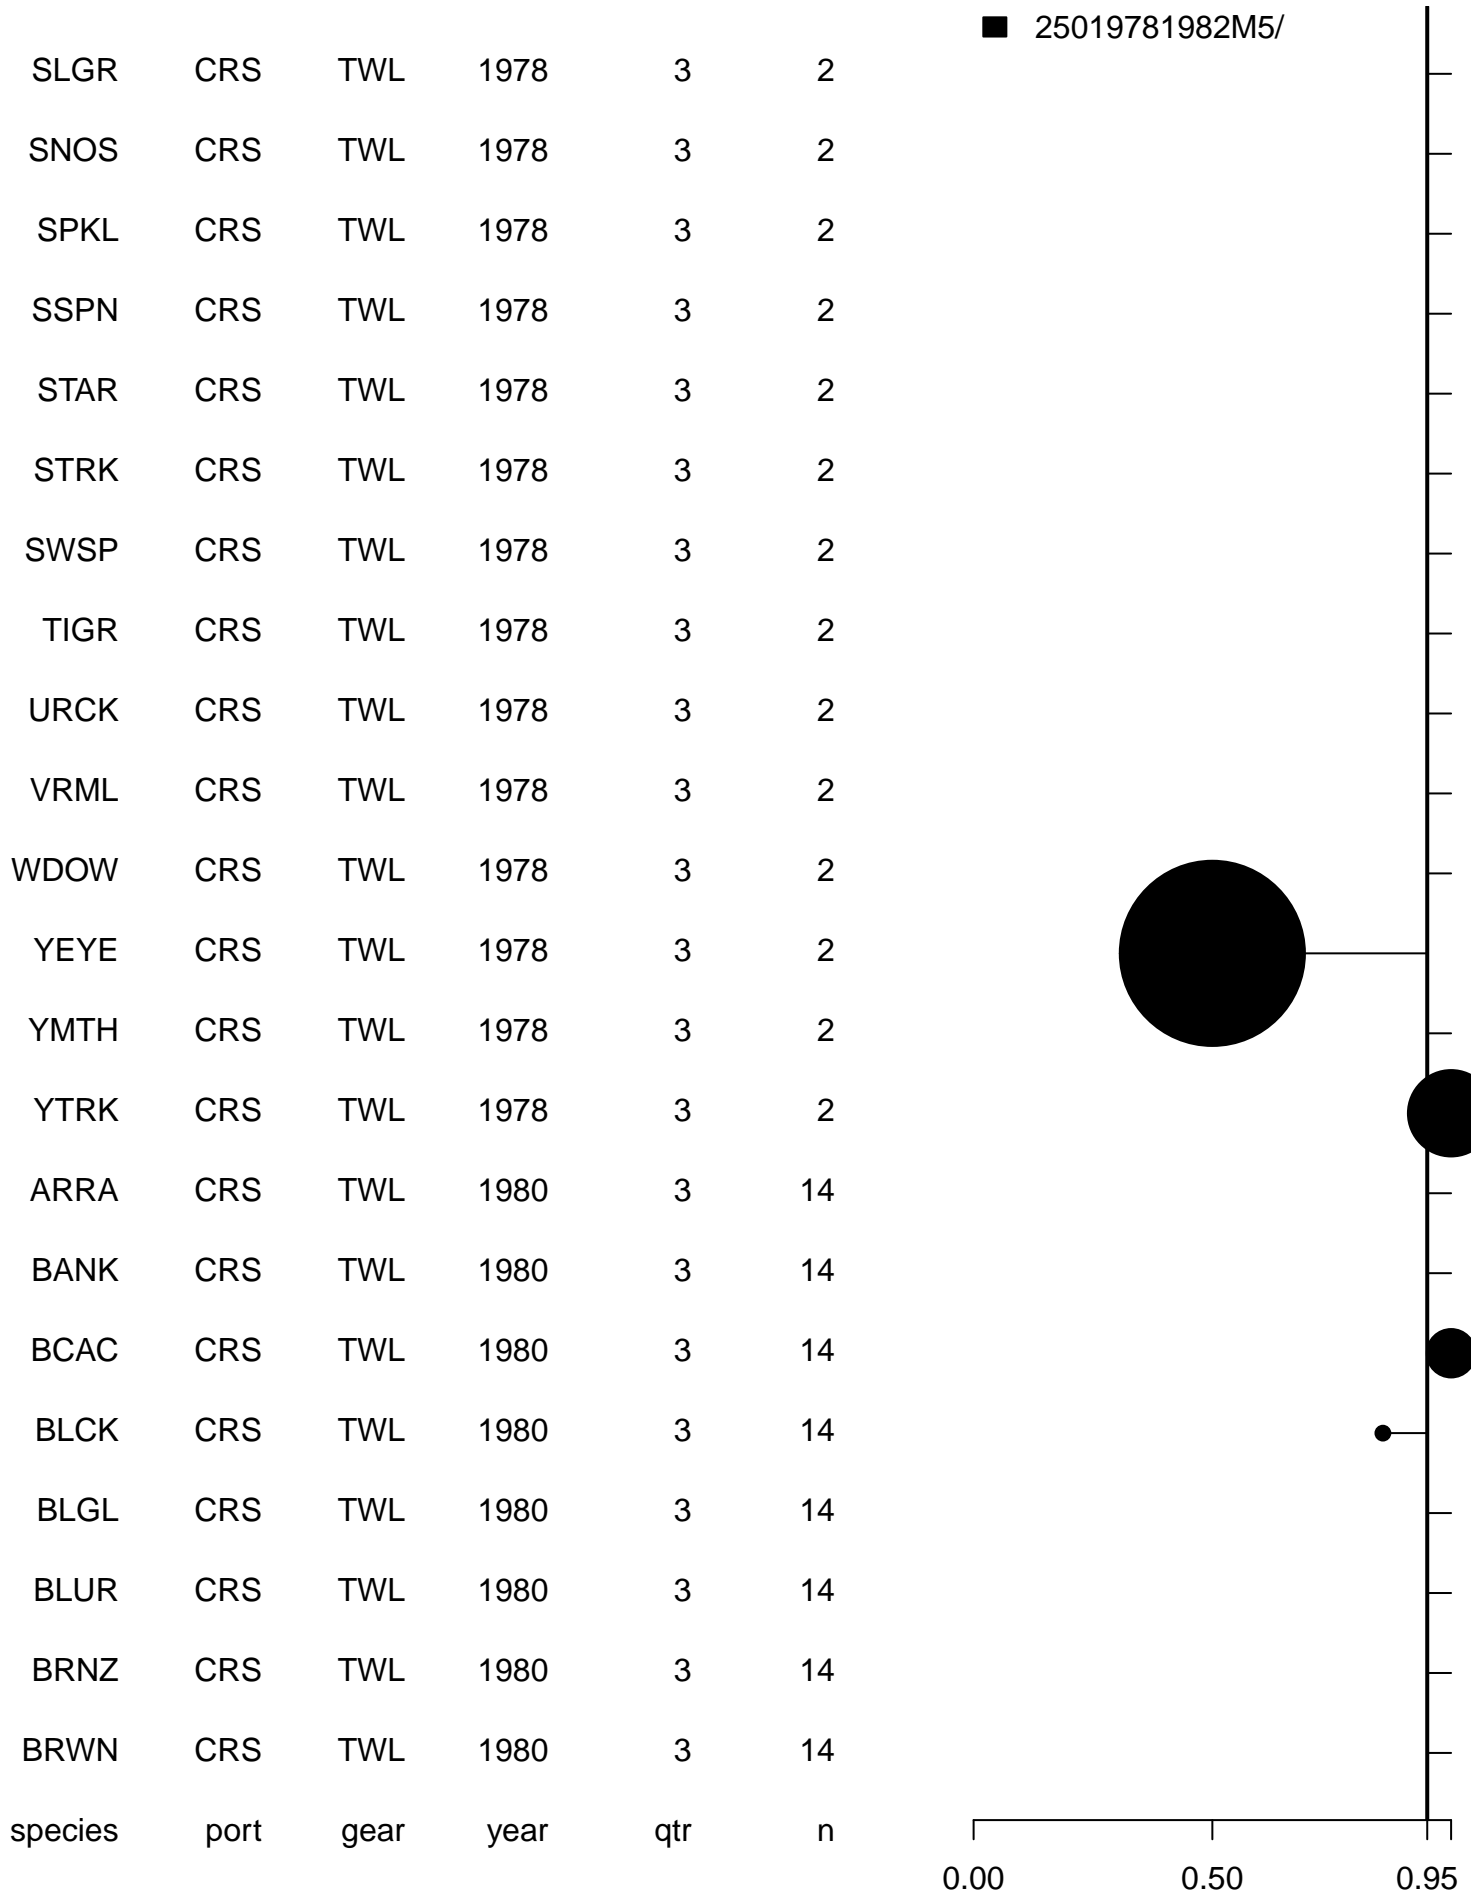 25019781982M5/
SLGR CRS TWL 1978 3 2
SNOS CRS TWL 1978 3 2
SPKL CRS TWL 1978 3 2
SSPN CRS TWL 1978 3 2
STAR CRS TWL 1978 3 2
STRK CRS TWL 1978 3 2
SWSP CRS TWL 1978 3 2
TIGR CRS TWL 1978 3 2
URCK CRS TWL 1978 3 2
VRML CRS TWL 1978 3 2
WDOW CRS TWL 1978 3 2
YEYE CRS TWL 1978 3 2
YMTH CRS TWL 1978 3 2
YTRK CRS TWL 1978 3 2
ARRA CRS TWL 1980 3 14
BANK CRS TWL 1980 3 14
BCAC CRS TWL 1980 3 14
BLCK CRS TWL 1980 3 14
BLGL CRS TWL 1980 3 14
BLUR CRS TWL 1980 3 14
BRNZ CRS TWL 1980 3 14
BRWN CRS TWL 1980 3 14
species port gear year qtr n
0.00 0.50 0.95